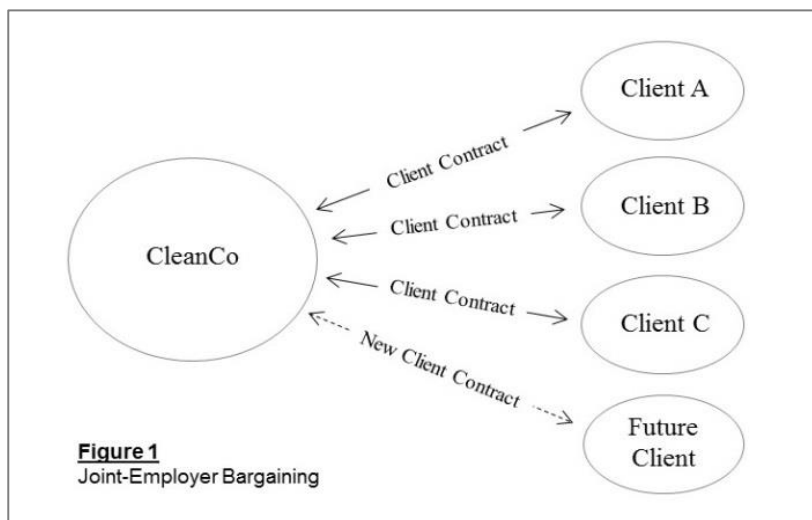 Client A
Client Contract
Client B
Client Contract
CleanCo
Client Contract
Client C
New Client Contract
Future
Client
Figure 1
Joint-Employer Bargaining